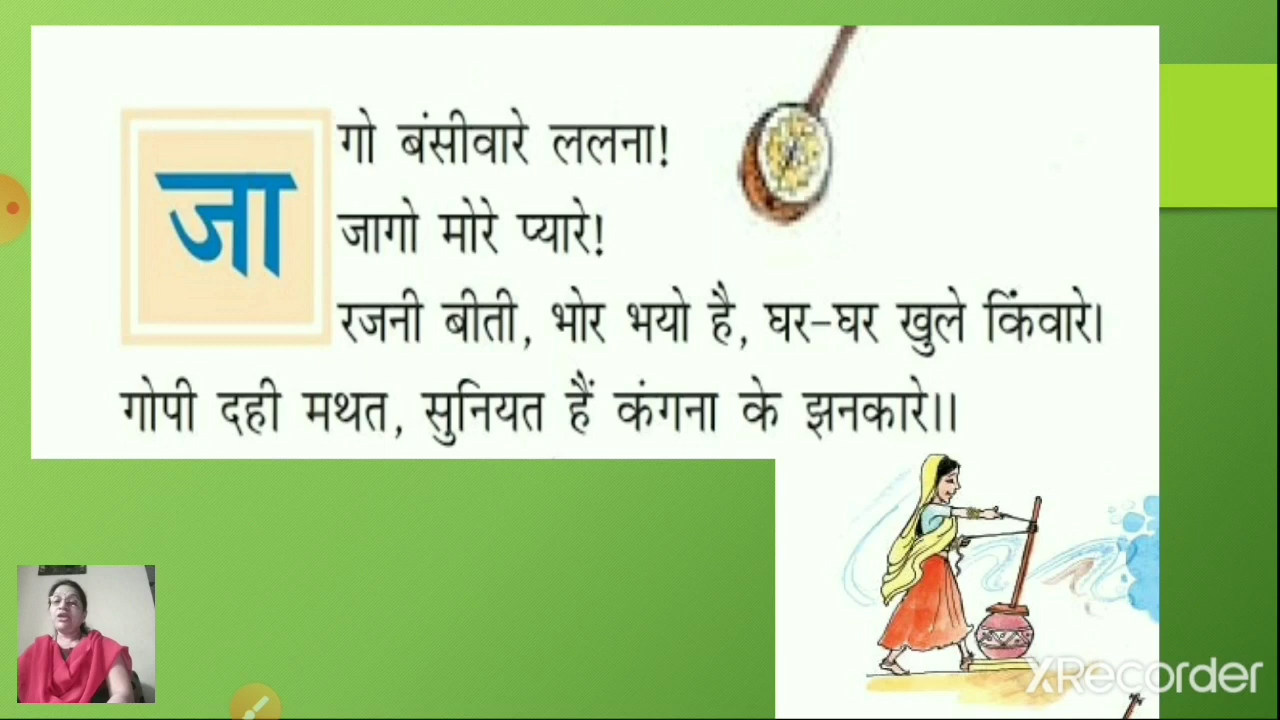 जागो बंसीवारे ललना!
जागो मोरे प्यारे!
रजनी बीती, भोर भयो है, घर-घर खुले किंवारे।
गोपी दही मथत, सुनियत हैं कंगना के झनकारे।।
XRecorder